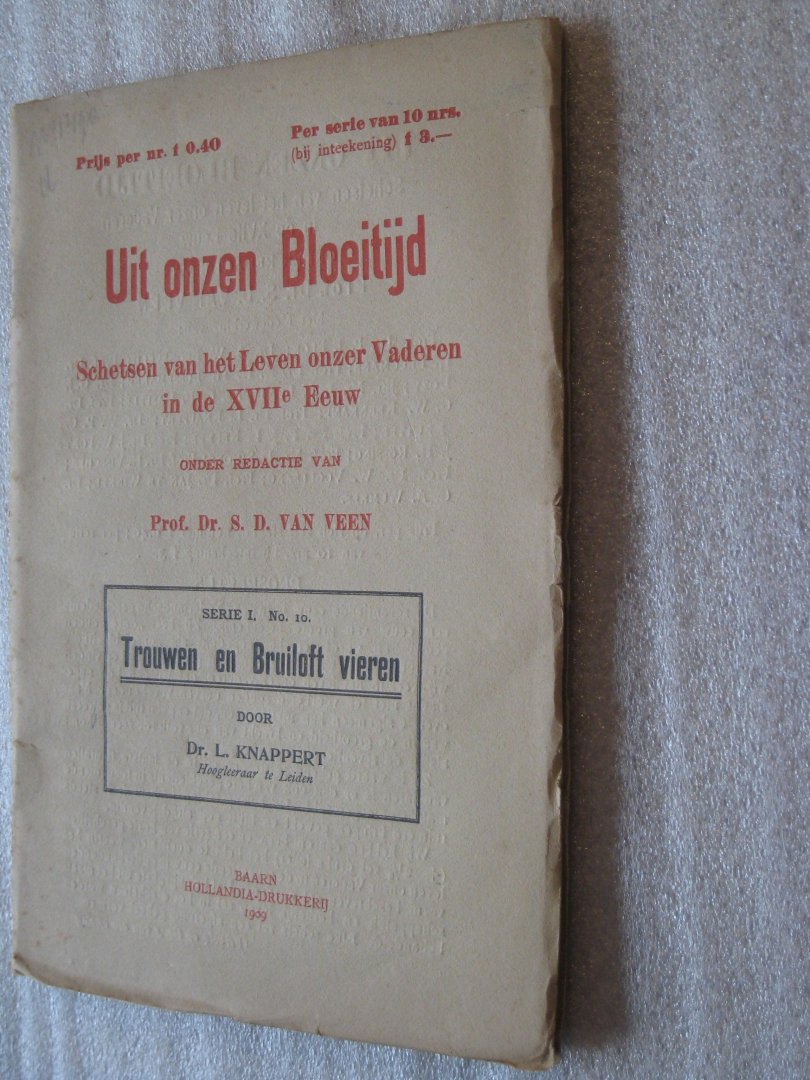 Prijs per nr. f 0.40
Per serie van 10 nrs.
(bij inteekening) f 3.—
Uit onzen Bloeitijd
Schetsen van het Leven onzer Vaderen
in de XVIIe Eeuw
ONDER REDACTIE VAN
Prof. Dr. S. D. VAN VEEN
SERIE I. No. 10.
Trouwen en Bruiloft vieren
DOOR
Dr. L. KNAPPERT
Hoogleeraar te Leiden
BAARN
HOLLANDIA-DRUKKERIJ
1909